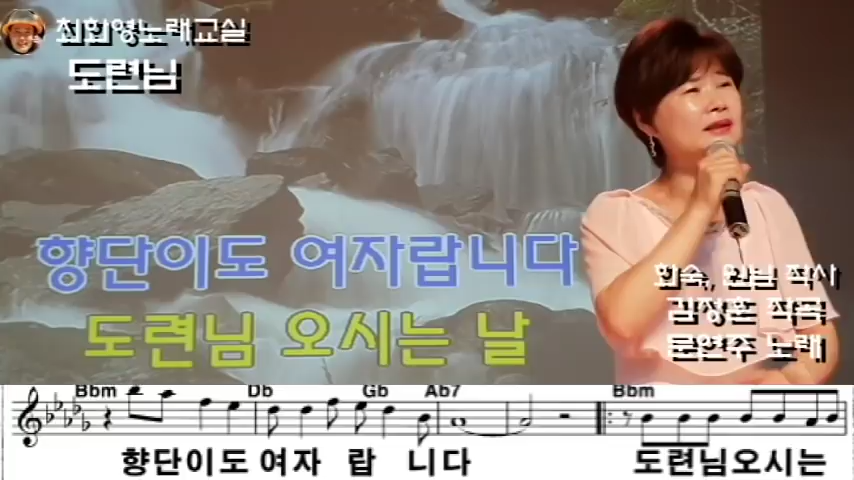 최희영노래교실
도련님
향단이도 여자랍니다
도련님 오시는 날
김정훈 작곡
문연주 노래
Bbm Db Gb Ab7 Bbm
향단이도 여자 랍 니다 도련님오시는